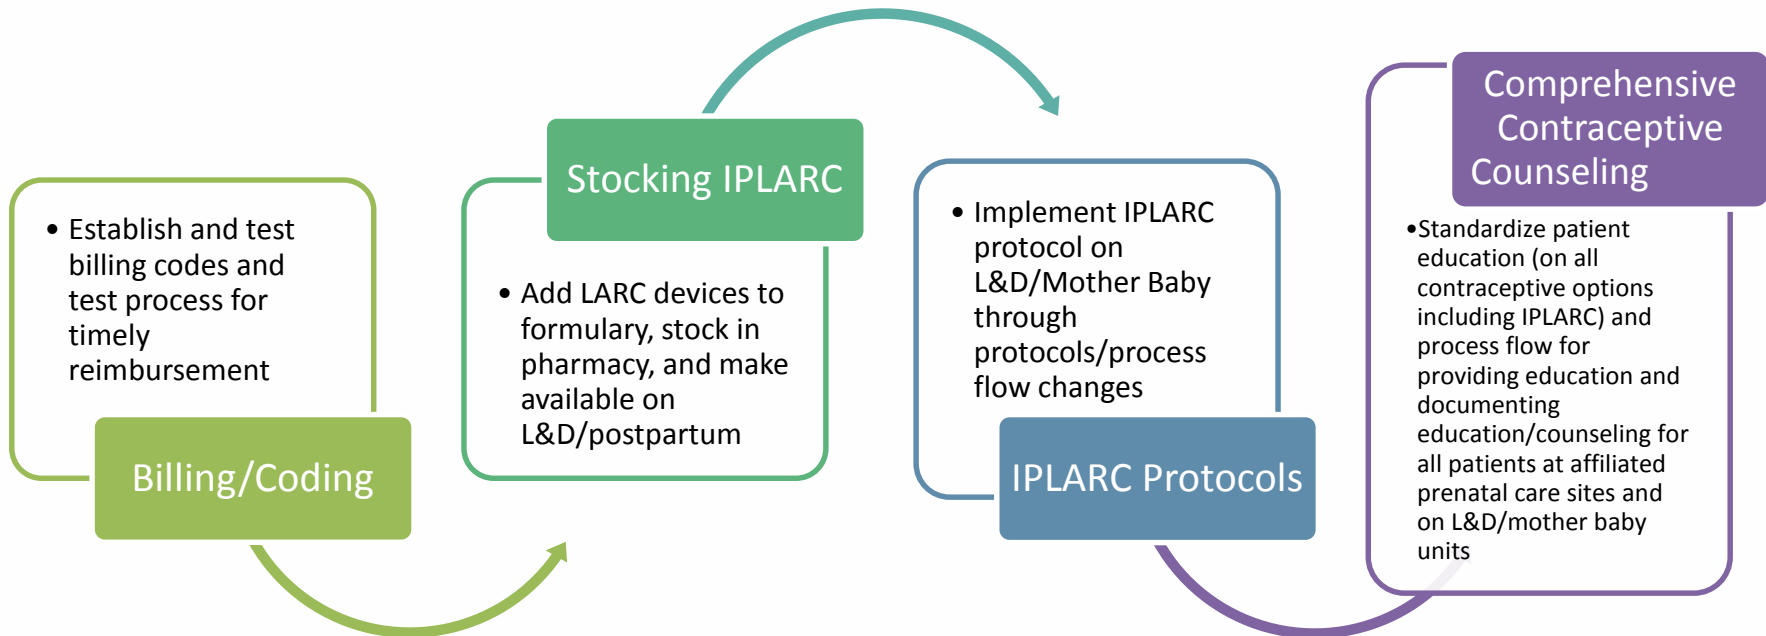 • Establish and test
billing codes and
test process for
timely
reimbursement
Billing/Coding
Stocking IPLARC
• Add LARC devices to
formulary, stock in
pharmacy, and make
available on
L&D/postpartum
• Implement IPLARC
protocol on
L&D/Mother Baby
through
protocols/process
flow changes
IPLARC Protocols
Comprehensive
Contraceptive
Counseling
•Standardize patient
education (on all
contraceptive options
including IPLARC) and
process flow for
providing education and
documenting
education/counseling for
all patients at affiliated
prenatal care sites and
on L&D/mother baby
units